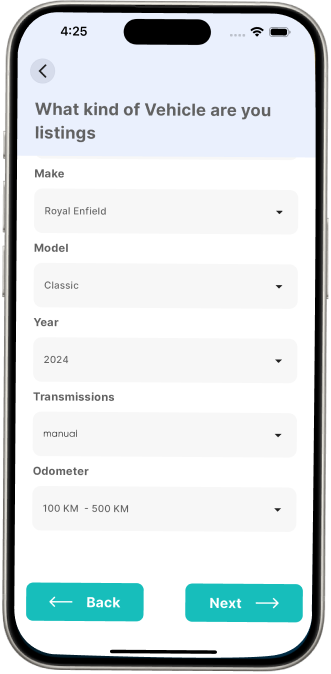 4:25
What kind of Vehicle are you
listings
Make
Royal Enfield
Model
Classic
Year
2024
Transmissions
manual
Odometer
100 KM - 500 KM
Back
Next